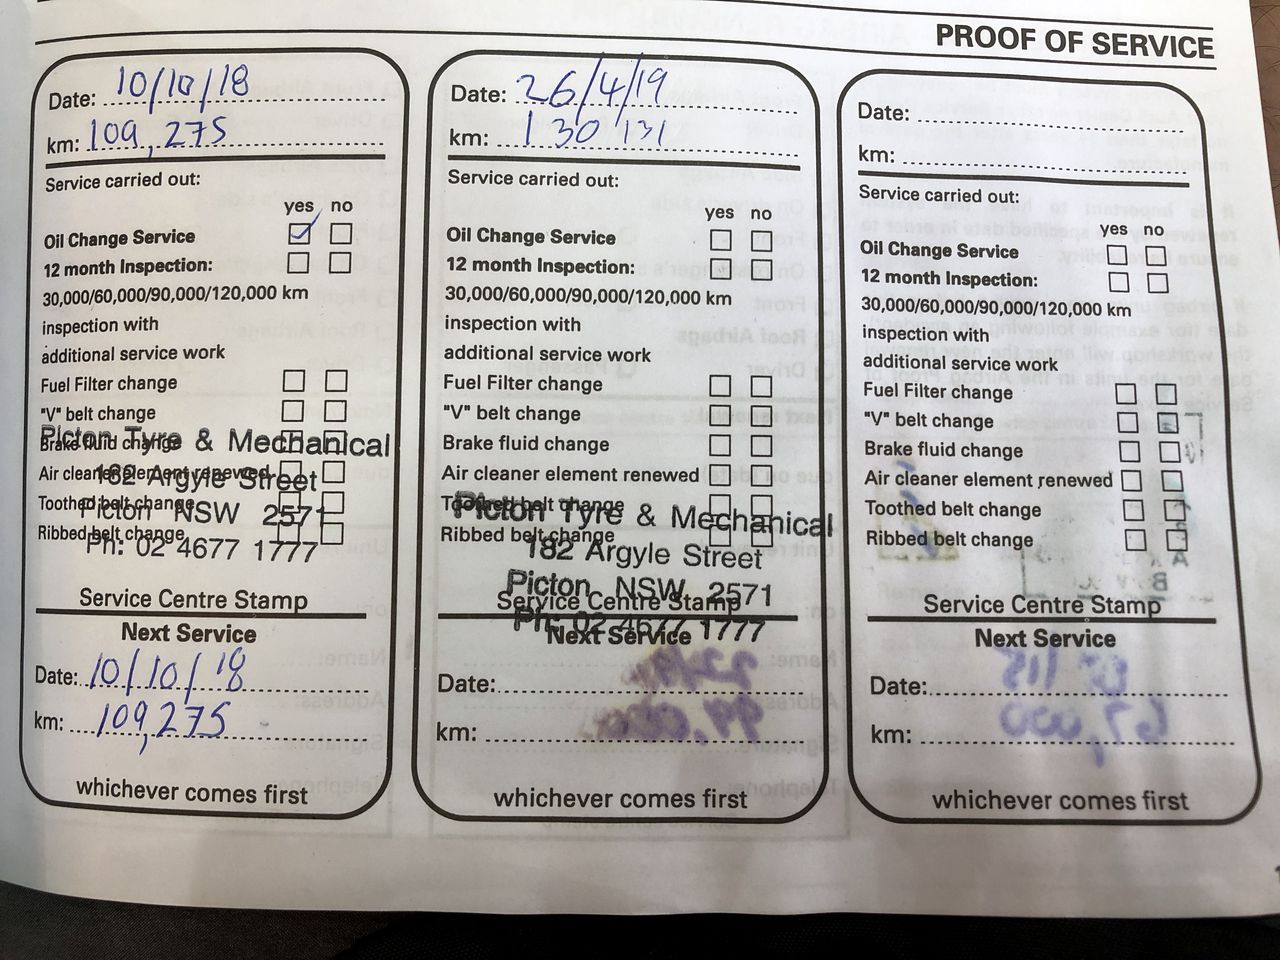 PROOF OF SERVICE
Date: 10/10/18
km: 109,275
Service carried out:
yes no
Oil Change Service
12 month Inspection:
30,000/60,000/90,000/120,000 km
inspection with
additional service work
Fuel Filter change
"V" belt change
Brake fluid change
Air cleaner element renewed
Toothed belt change
Ribbed belt change
Picton Tyre & Mechanical
182 Argyle Street
Picton NSW 2571
Ph: 02 4677 1777
Service Centre Stamp
Next Service
Date: 10/10/18
km: 109,275
whichever comes first
Date: 26/4/19
km: 130 131
Service carried out:
yes no
Oil Change Service
12 month Inspection:
30,000/60,000/90,000/120,000 km
inspection with
additional service work
Fuel Filter change
"V" belt change
Brake fluid change
Air cleaner element renewed
Toothed belt change
Ribbed belt change
Picton Tyre & Mechanical
182 Argyle Street
Picton NSW 2571
Ph: 02 4677 1777
Service Centre Stamp
Next Service
Date:
km:
whichever comes first
Date:
km:
Service carried out:
yes no
Oil Change Service
12 month Inspection:
30,000/60,000/90,000/120,000 km
inspection with
additional service work
Fuel Filter change
"V" belt change
Brake fluid change
Air cleaner element renewed
Toothed belt change
Ribbed belt change
Service Centre Stamp
Next Service
Date:
km:
whichever comes first